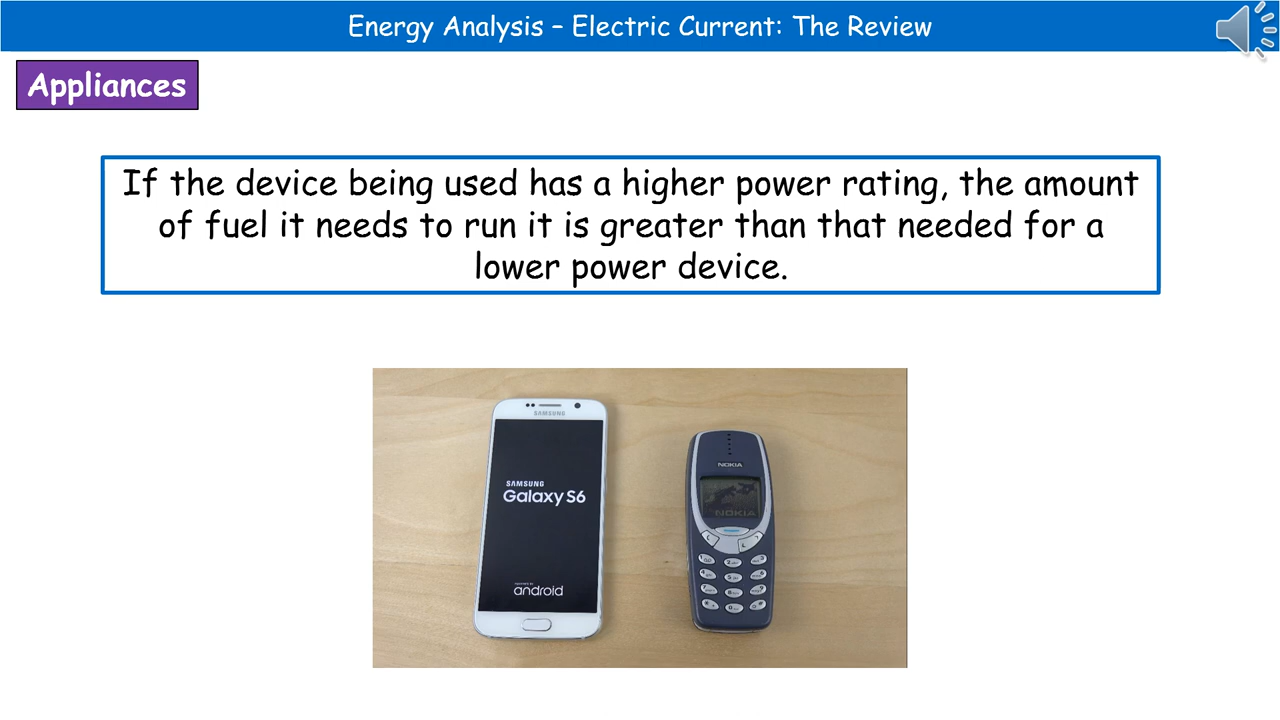 Energy Analysis – Electric Current: The Review
Appliances
If the device being used has a higher power rating, the amount
of fuel it needs to run it is greater than that needed for a
lower power device.
SAMSUNG
SAMSUNG
Galaxy S6
android
NOKIA
NOKIA